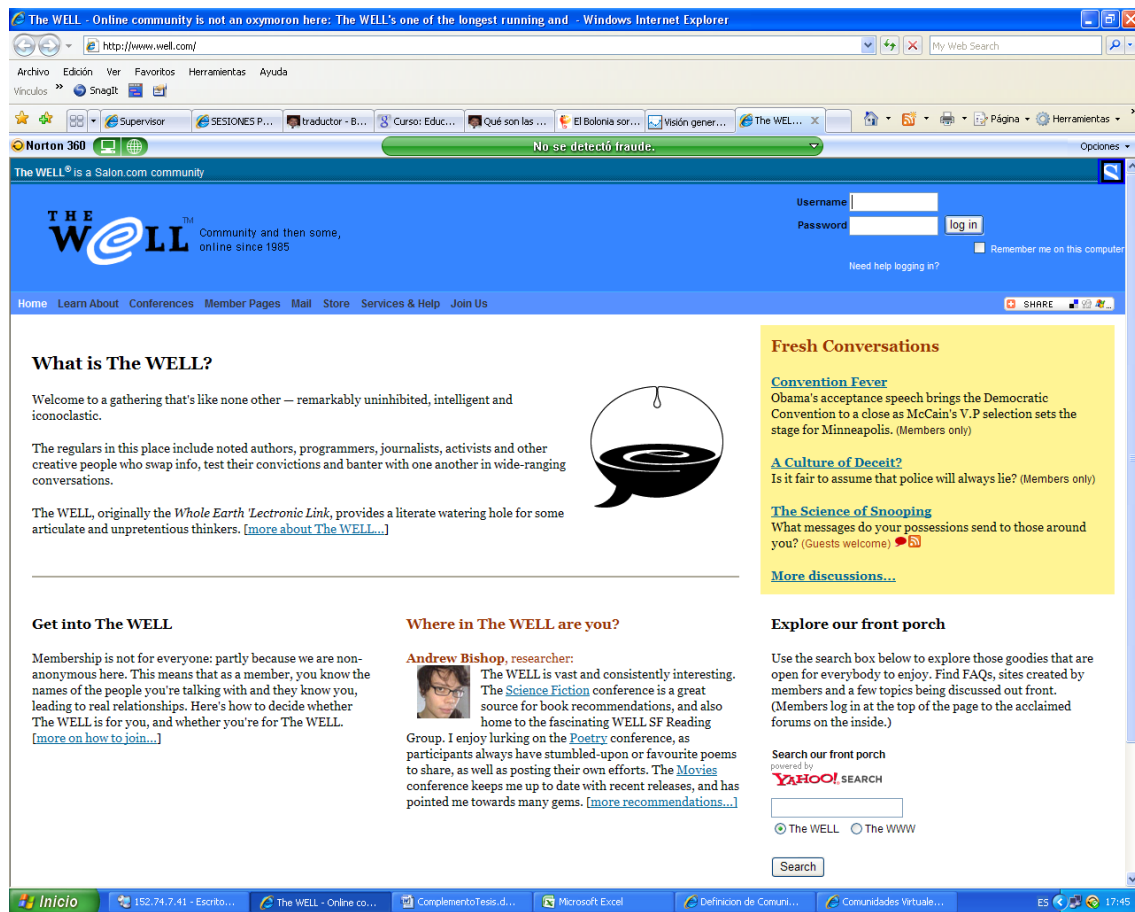 The WELL - Online community is not an oxymoron here: The WELL's one of the longest running and  - Windows Internet Explorer
http://www.well.com/
My Web Search
Archivo Edición Ver Favoritos Herramientas Ayuda
Vínculos » SnagIt
Supervisor SESIONES P... traductor - B... Curso: Educ... Qué son las ... El Bolonia sor... Visión gener... The WEL... Página Herramientas »
Norton 360 No se detectó fraude. Opciones
The WELL® is a Salon.com community S
Username
THE
WELL TM
Community and then some,
online since 1985
Password log in
Remember me on this computer
Need help logging in?
Home Learn About Conferences Member Pages Mail Store Services & Help Join Us SHARE
What is The WELL?
Welcome to a gathering that's like none other — remarkably uninhibited, intelligent and
iconoclastic.
The regulars in this place include noted authors, programmers, journalists, activists and other
creative people who swap info, test their convictions and banter with one another in wide-ranging
conversations.
The WELL, originally the Whole Earth 'Lectronic Link, provides a literate watering hole for some
articulate and unpretentious thinkers. [more about The WELL...]
Fresh Conversations
Convention Fever
Obama's acceptance speech brings the Democratic
Convention to a close as McCain's V.P selection sets the
stage for Minneapolis. (Members only)
A Culture of Deceit?
Is it fair to assume that police will always lie? (Members only)
The Science of Snooping
What messages do your possessions send to those around
you? (Guests welcome)
More discussions...
Get into The WELL
Membership is not for everyone: partly because we are non-
anonymous here. This means that as a member, you know the
names of the people you're talking with and they know you,
leading to real relationships. Here's how to decide whether
The WELL is for you, and whether you're for The WELL.
[more on how to join...]
Where in The WELL are you?
Andrew Bishop, researcher:
The WELL is vast and consistently interesting.
The Science Fiction conference is a great
source for book recommendations, and also
home to the fascinating WELL SF Reading
Group. I enjoy lurking on the Poetry conference, as
participants always have stumbled-upon or favourite poems
to share, as well as posting their own efforts. The Movies
conference keeps me up to date with recent releases, and has
pointed me towards many gems. [more recommendations...]
Explore our front porch
Use the search box below to explore those goodies that are
open for everybody to enjoy. Find FAQs, sites created by
members and a few topics being discussed out front.
(Members log in at the top of the page to the acclaimed
forums on the inside.)
Search our front porch
powered by
YAHOO! SEARCH
The WELL The WWW
Search
Inicio 152.74.7.41 - Escrito... The WELL - Online co... ComplementoTesis.d... Microsoft Excel Definicion de Comuni... Comunidades Virtuale... ES 17:45